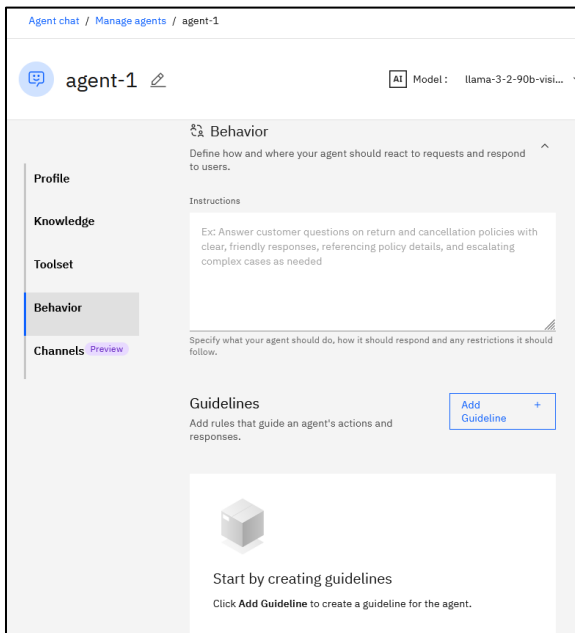 Agent chat / Manage agents / agent-1
agent-1
AI Model : llama-3-2-90b-visi...
Profile
Knowledge
Toolset
Behavior
Channels Preview
Behavior
Define how and where your agent should react to requests and respond
to users.
Instructions
Ex: Answer customer questions on return and cancellation policies with
clear, friendly responses, referencing policy details, and escalating
complex cases as needed
Specify what your agent should do, how it should respond and any restrictions it should
follow.
Guidelines
Add rules that guide an agent's actions and
responses.
Add +
Guideline
Start by creating guidelines
Click Add Guideline to create a guideline for the agent.